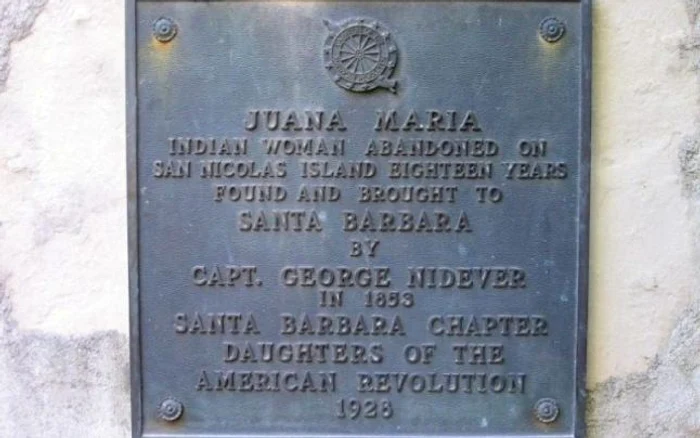 JUANA MARIA
INDIAN WOMAN ABANDONED ON
SAN NICOLAS ISLAND EIGHTEEN YEARS
FOUND AND BROUGHT TO
SANTA BARBARA
BY
CAPT. GEORGE NIDEVER
IN 1853
SANTA BARBARA CHAPTER
DAUGHTERS OF THE
AMERICAN REVOLUTION
1928